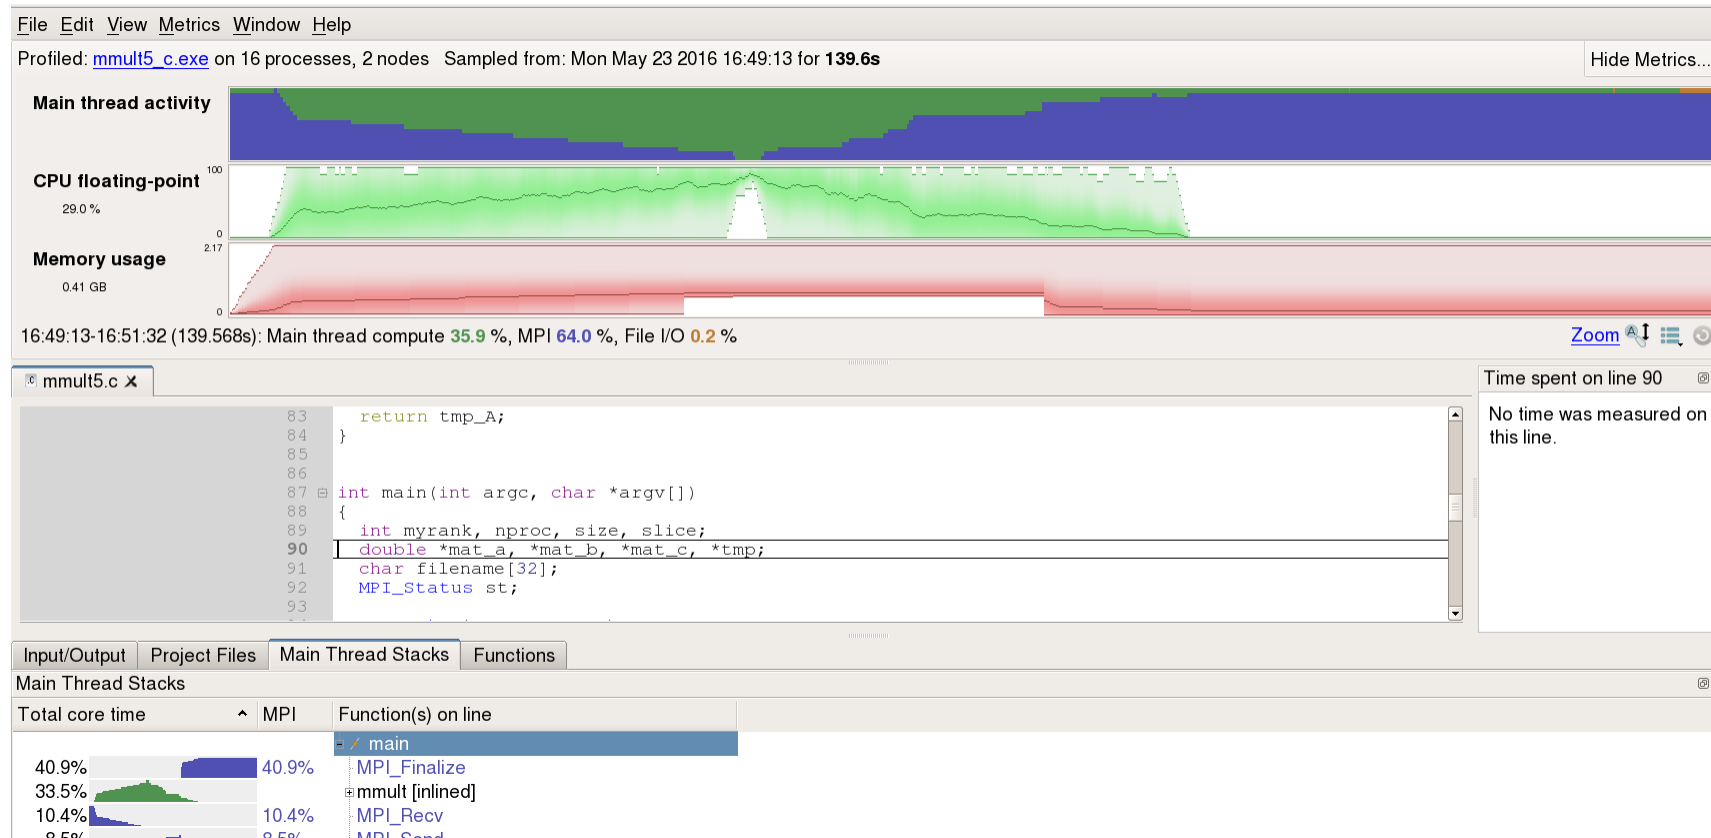 File Edit View Metrics Window Help
Profiled: mmult5_c.exe on 16 processes, 2 nodes Sampled from: Mon May 23 2016 16:49:13 for 139.6s
Hide Metrics...
Main thread activity
CPU floating-point
100
29.0 %
0
2.17
Memory usage
0.41 GB
0
16:49:13-16:51:32 (139.568s): Main thread compute 35.9 %, MPI 64.0 %, File I/O 0.2 %
Zoom
mmult5.c
Time spent on line 90
No time was measured on
this line.
83 return tmp_A;
84 }
85
86
87 int main(int argc, char *argv[])
88 {
89 int myrank, nproc, size, slice;
90 double *mat_a, *mat_b, *mat_c, *tmp;
91 char filename[32];
92 MPI_Status st;
93
Input/Output Project Files Main Thread Stacks Functions
Main Thread Stacks
Total core time MPI Function(s) on line
main
40.9% 40.9% MPI_Finalize
33.5% mmult [inlined]
10.4% 10.4% MPI_Recv
8.5% 8.5% MPI_Send